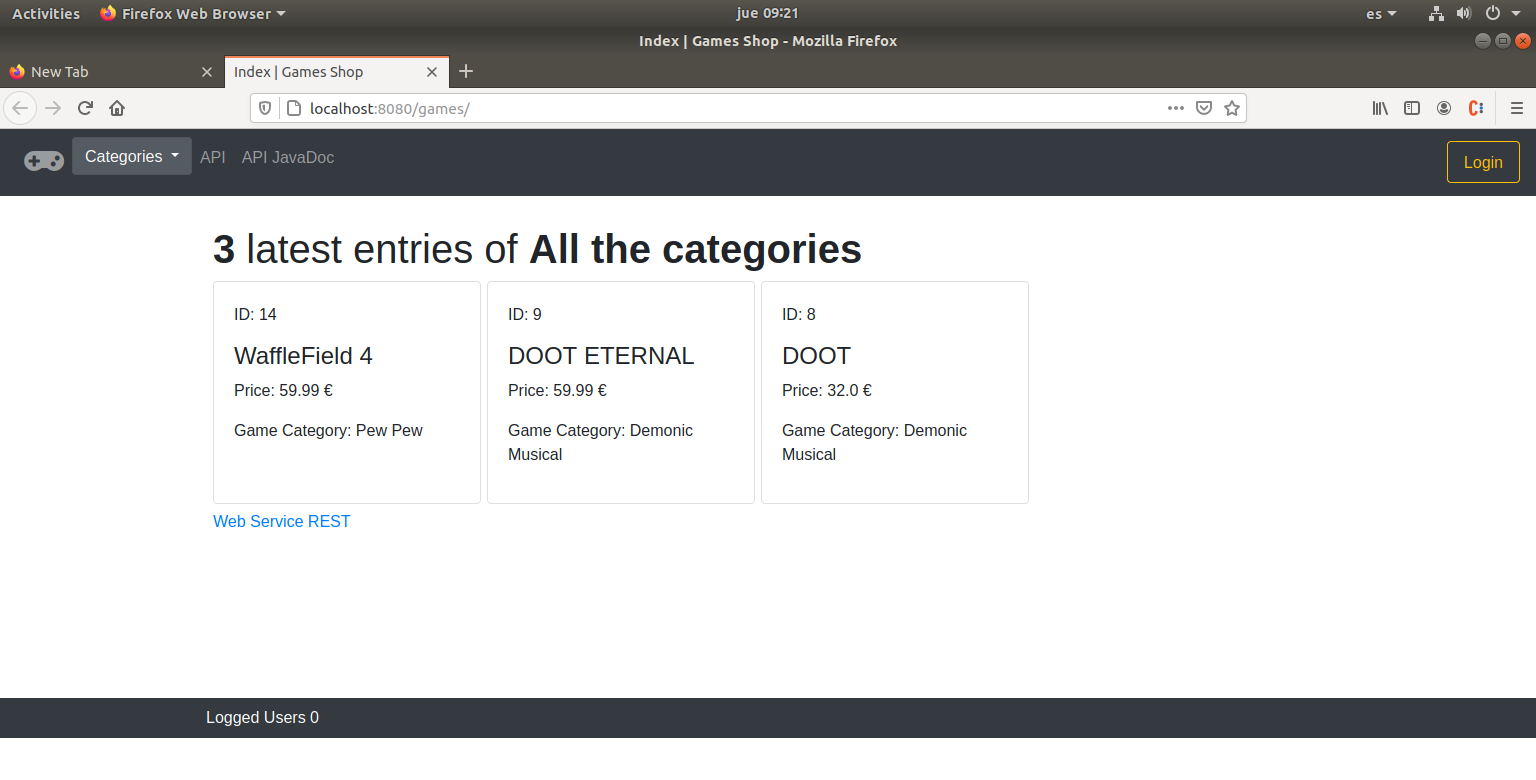 Activities Firefox Web Browser jue 09:21 es
Index | Games Shop - Mozilla Firefox
New Tab Index | Games Shop
localhost:8080/games/
Categories API API JavaDoc Login
3 latest entries of All the categories
ID: 14
WaffleField 4
Price: 59.99 €
Game Category: Pew Pew
ID: 9
DOOT ETERNAL
Price: 59.99 €
Game Category: Demonic
Musical
ID: 8
DOOT
Price: 32.0 €
Game Category: Demonic
Musical
Web Service REST
Logged Users 0